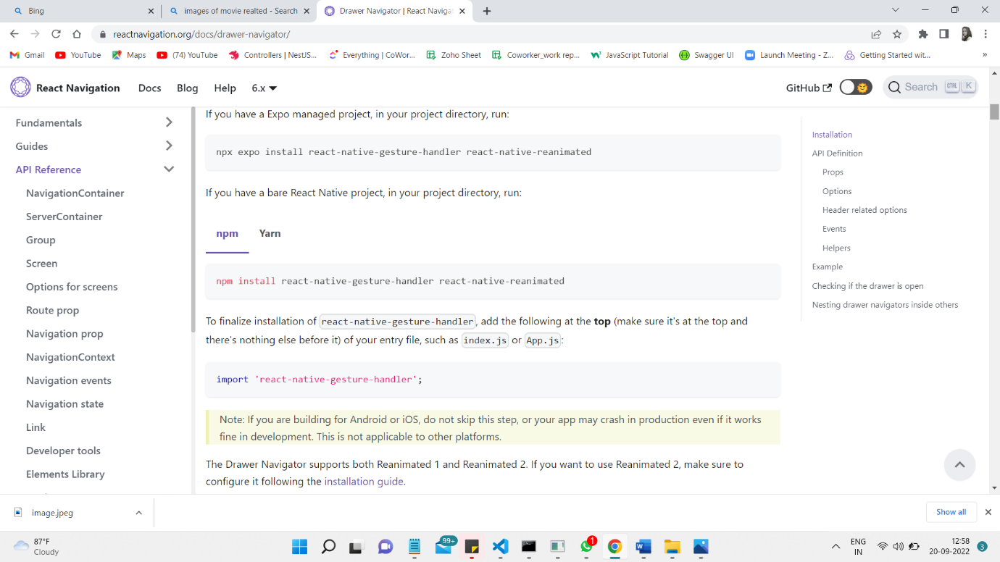 Bing
images of movie realted - Search
Drawer Navigator | React Navigat
reactnavigation.org/docs/drawer-navigator/
Gmail
YouTube
Maps
(74) YouTube
Controllers | NestJS...
Everything | CoWor...
Zoho Sheet
Coworker_work rep...
JavaScript Tutorial
Swagger UI
Launch Meeting - Z...
Getting Started wit...
»
React Navigation
Docs
Blog
Help
6.x
GitHub
Search
CTRL
K
Fundamentals
Guides
API Reference
NavigationContainer
ServerContainer
Group
Screen
Options for screens
Route prop
Navigation prop
NavigationContext
Navigation events
Navigation state
Link
Developer tools
Elements Library
If you have a Expo managed project, in your project directory, run:
npx expo install react-native-gesture-handler react-native-reanimated
If you have a bare React Native project, in your project directory, run:
npm
Yarn
npm install react-native-gesture-handler react-native-reanimated
To finalize installation of react-native-gesture-handler, add the following at the top (make sure it's at the top and
there's nothing else before it) of your entry file, such as index.js or App.js:
import 'react-native-gesture-handler';
Note: If you are building for Android or iOS, do not skip this step, or your app may crash in production even if it works
fine in development. This is not applicable to other platforms.
The Drawer Navigator supports both Reanimated 1 and Reanimated 2. If you want to use Reanimated 2, make sure to
configure it following the installation guide.
Installation
API Definition
Props
Options
Header related options
Events
Helpers
Example
Checking if the drawer is open
Nesting drawer navigators inside others
image.jpeg
Show all
87°F
Cloudy
99+
1
ENG
IN
12:58
20-09-2022
3